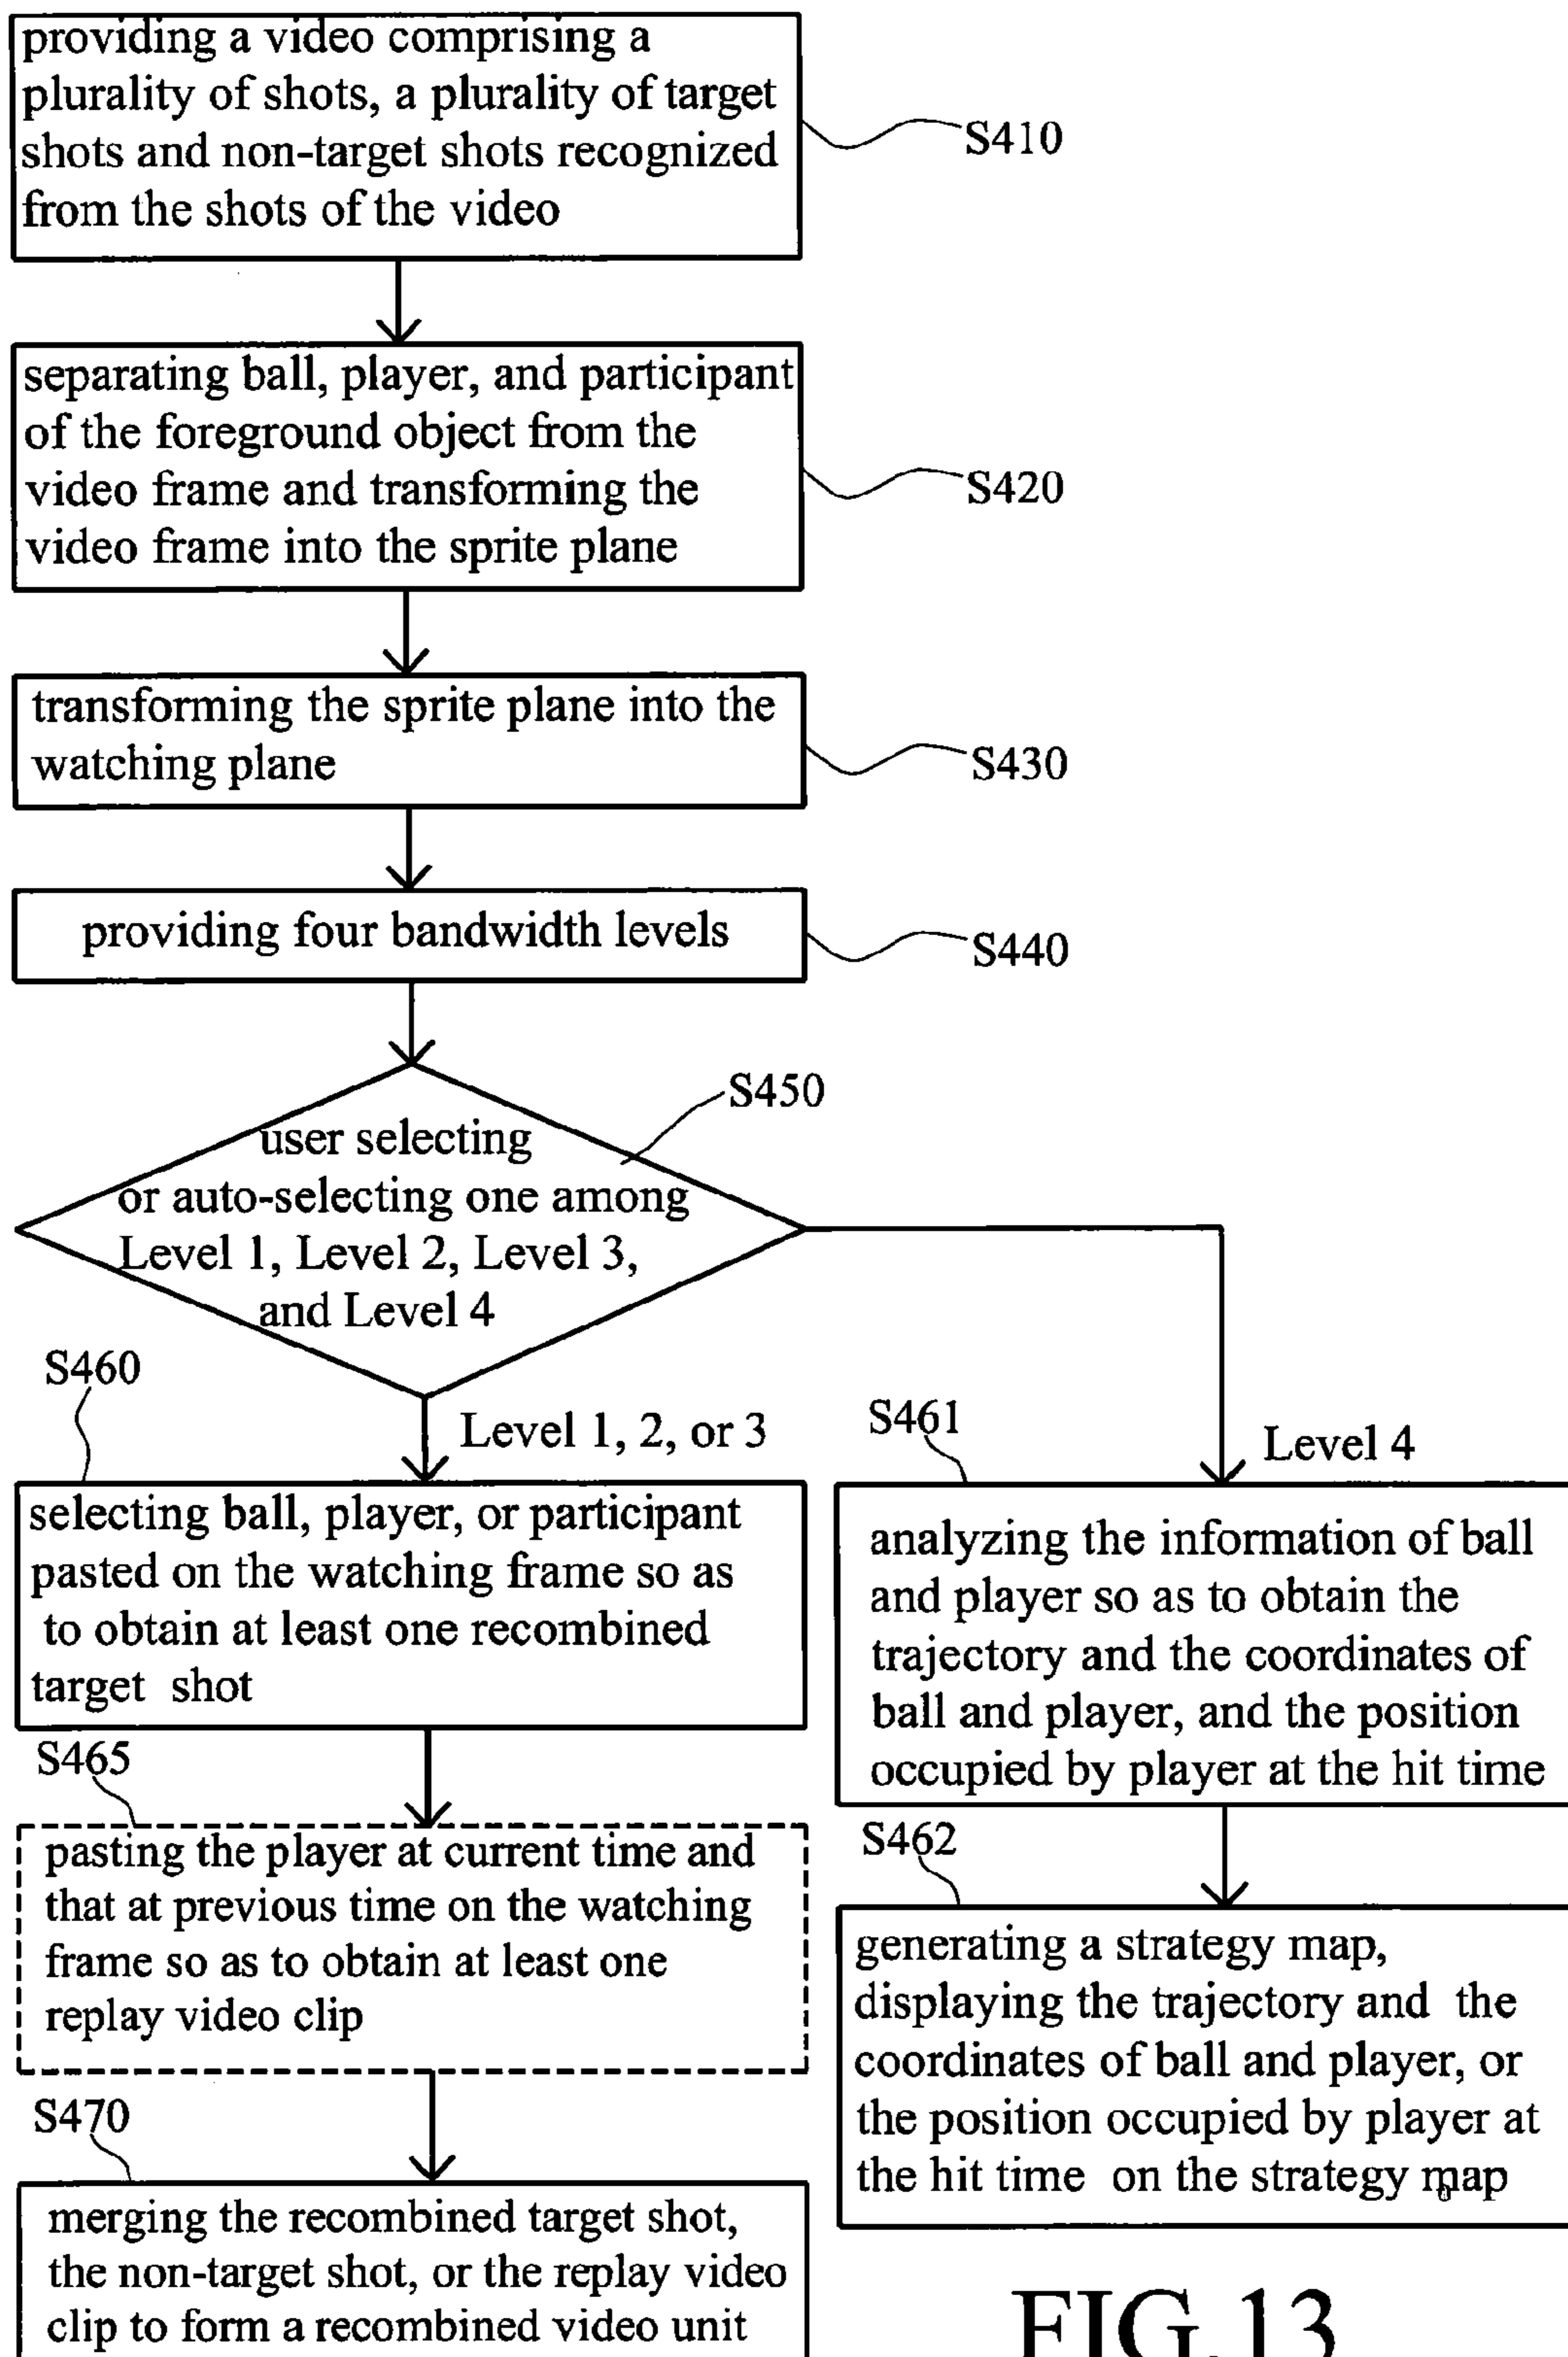 providing a video comprising a
plurality of shots, a plurality of target
shots and non-target shots recognized
from the shots of the video
S410
separating ball, player, and participant
of the foreground object from the
video frame and transforming the
video frame into the sprite plane
S420
transforming the sprite plane into the
watching plane
S430
providing four bandwidth levels
S440
S450
user selecting
or auto-selecting one among
Level 1, Level 2, Level 3,
and Level 4
S460
Level 1, 2, or 3
selecting ball, player, or participant
pasted on the watching frame so as
to obtain at least one recombined
target shot
S465
pasting the player at current time and
that at previous time on the watching
frame so as to obtain at least one
replay video clip
S470
merging the recombined target shot,
the non-target shot, or the replay video
clip to form a recombined video unit
S461
Level 4
analyzing the information of ball
and player so as to obtain the
trajectory and the coordinates of
ball and player, and the position
occupied by player at the hit time
S462
generating a strategy map,
displaying the trajectory and the
coordinates of ball and player, or
the position occupied by player at
the hit time on the strategy map
FIG.13